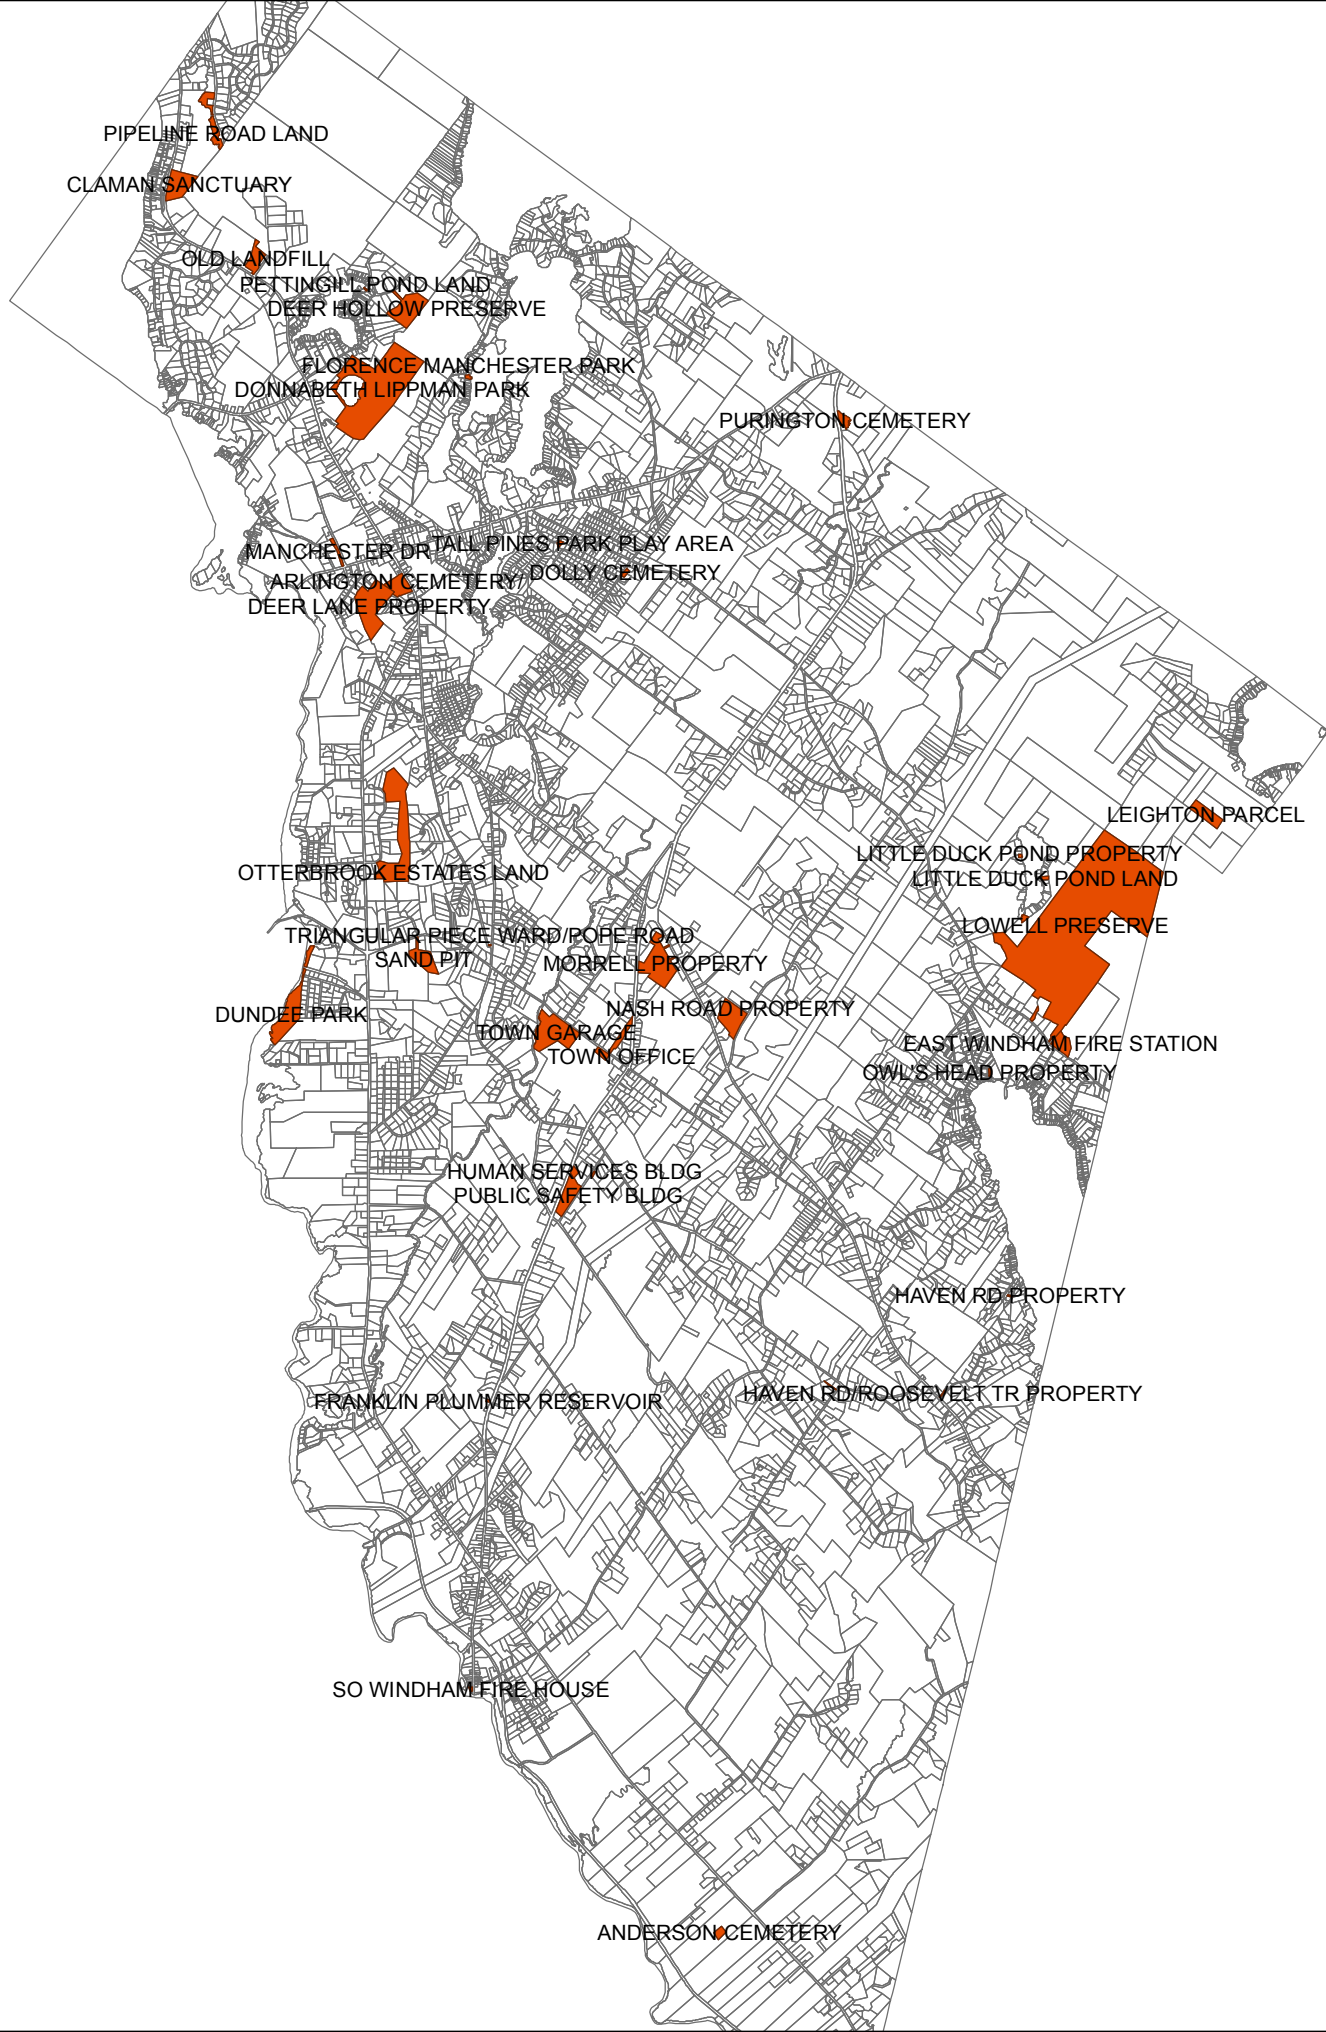 PIPELINE ROAD LAND
CLAMAN SANCTUARY
OLD LANDFILL
PETTINGILL POND LAND
DEER HOLLOW PRESERVE
FLORENCE MANCHESTER PARK
DONNABETH LIPPMAN PARK
PURINGTON CEMETERY
MANCHESTER DR
TALL PINES PARK PLAY AREA
DOLLY CEMETERY
ARLINGTON CEMETERY/
DEER LANE PROPERTY
LEIGHTON PARCEL
LITTLE DUCK POND PROPERTY
LITTLE DUCK POND LAND
OTTERBROOK ESTATES LAND
LOWELL PRESERVE
TRIANGULAR PIECE WARD/POPE ROAD
SAND PIT
MORRELL PROPERTY
NASH ROAD PROPERTY
DUNDEE PARK
TOWN GARAGE
TOWN OFFICE
EAST WINDHAM FIRE STATION
OWL'S HEAD PROPERTY
HUMAN SERVICES BLDG
PUBLIC SAFETY BLDG
HAVEN RD PROPERTY
HAVEN RD/ROOSEVELT TR PROPERTY
FRANKLIN PLUMMER RESERVOIR
SO WINDHAM FIRE HOUSE
ANDERSON CEMETERY